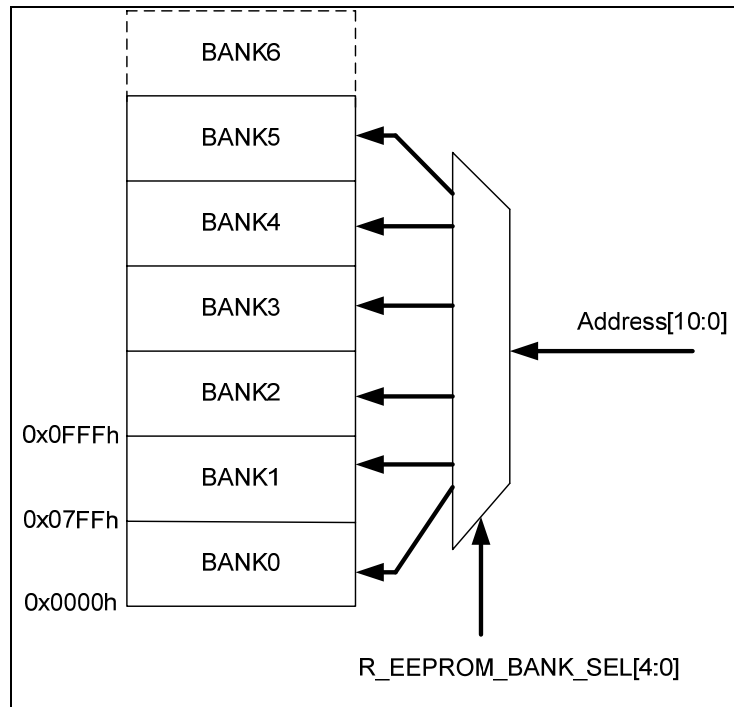 BANK6
BANK5
BANK4
BANK3
Address[10:0]
BANK2
0x0FFFh
BANK1
0x07FFh
BANK0
0x0000h
R_EEPROM_BANK_SEL[4:0]